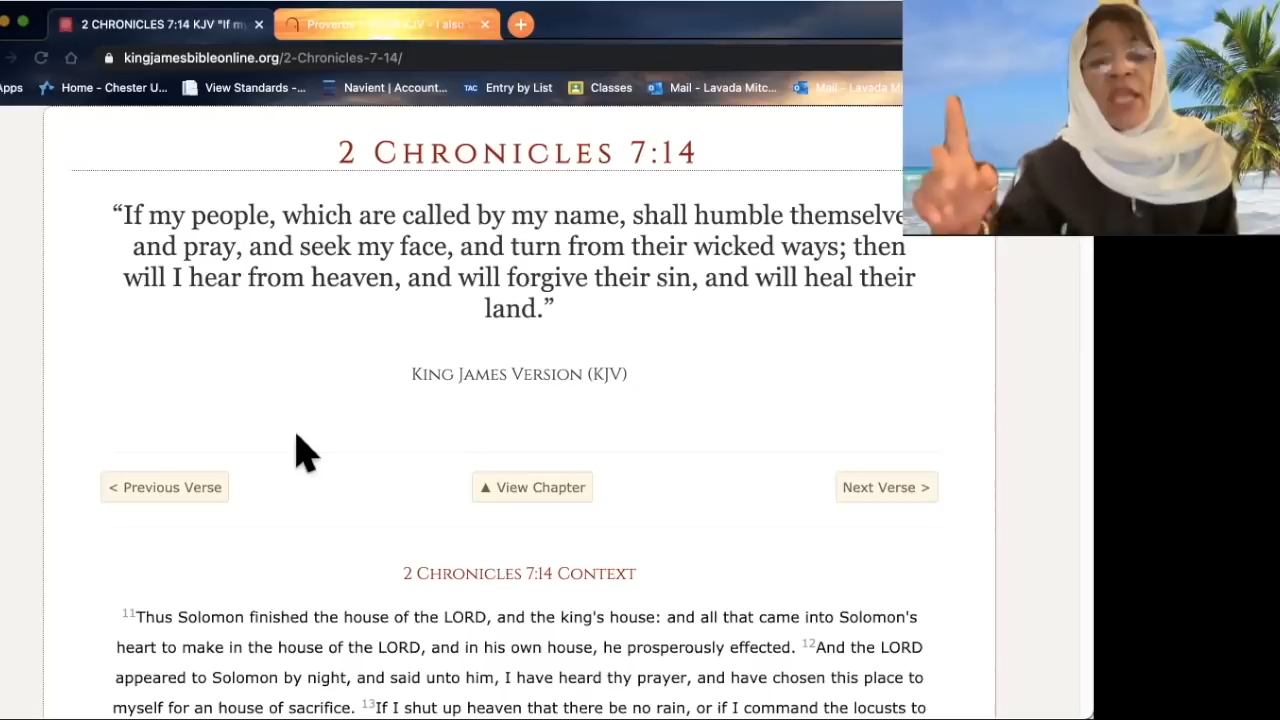 2 CHRONICLES 7:14 KJV "If my
KJV - I also
kingjamesbibleonline.org/2-Chronicles-7-14/
Apps Home - Chester U... View Standards -... Navient | Account... TAC Entry by List Classes Mail - Lavada Mitc... Mail - Lavada M
2 CHRONICLES 7:14
“If my people, which are called by my name, shall humble themselve
and pray, and seek my face, and turn from their wicked ways; then
will I hear from heaven, and will forgive their sin, and will heal their
land.”
KING JAMES VERSION (KJV)
< Previous Verse ▲ View Chapter Next Verse >
2 CHRONICLES 7:14 CONTEXT
11Thus Solomon finished the house of the LORD, and the king's house: and all that came into Solomon's
heart to make in the house of the LORD, and in his own house, he prosperously effected. 12And the LORD
appeared to Solomon by night, and said unto him, I have heard thy prayer, and have chosen this place to
myself for an house of sacrifice. 13If I shut up heaven that there be no rain, or if I command the locusts to